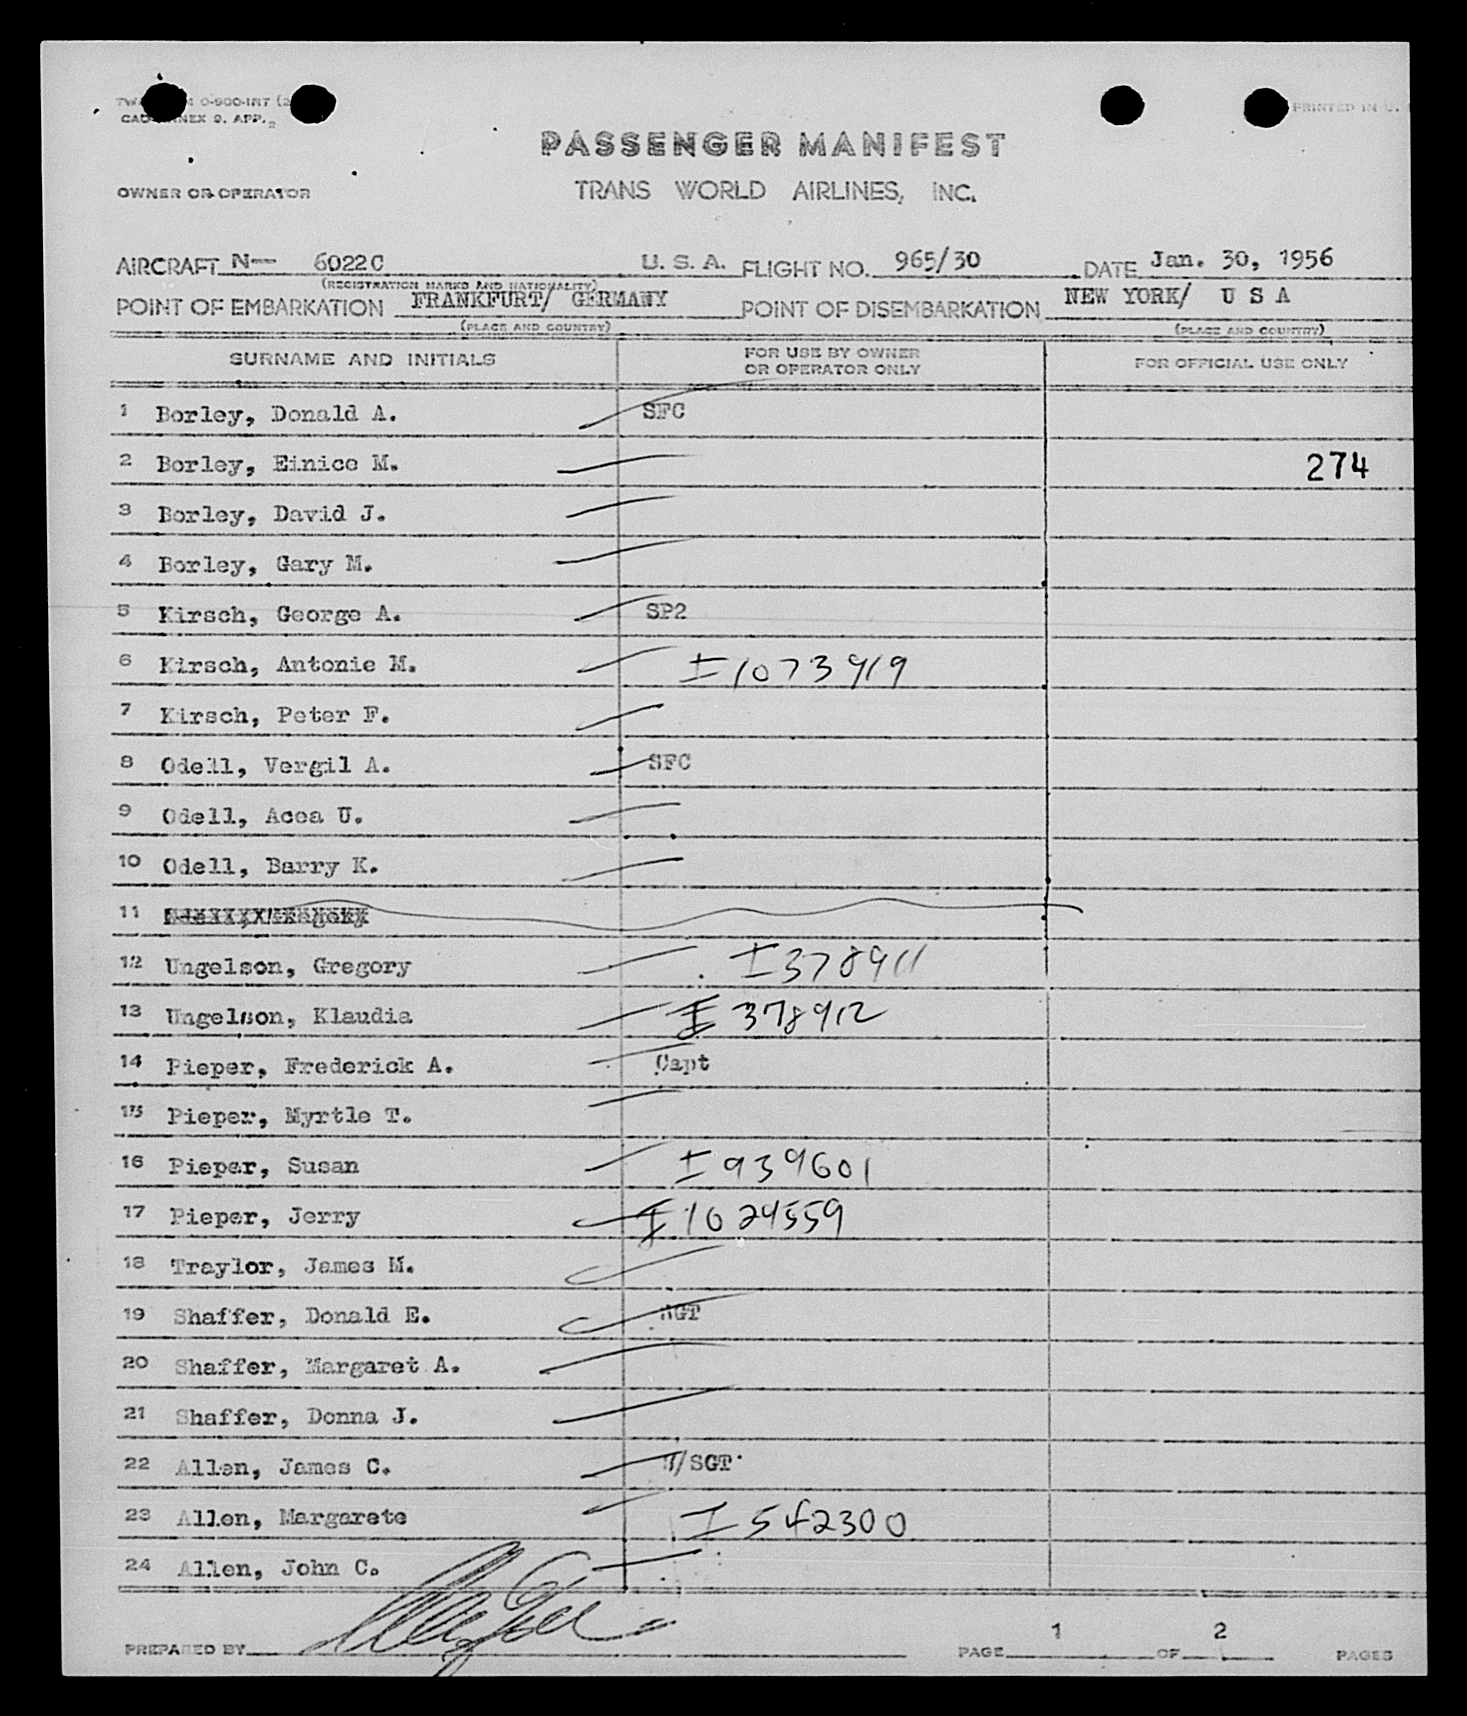 CAB ANNEX 9. APP. 2
PRINTED IN U.
PASSENGER MANIFEST
OWNER OR OPERATOR TRANS WORLD AIRLINES, INC.
AIRCRAFT N— 6022C U. S. A. FLIGHT NO. 965/30 DATE Jan. 30, 1956
(REGISTRATION MARKS AND NATIONALITY)
POINT OF EMBARKATION FRANKFURT/ GERMANY POINT OF DISEMBARKATION NEW YORK/ U S A
(PLACE AND COUNTRY) (PLACE AND COUNTRY)
SURNAME AND INITIALS FOR USE BY OWNER OR OPERATOR ONLY FOR OFFICIAL USE ONLY
1 Borley, Donald A. SFC
2 Borley, Einice M. 274
3 Borley, David J.
4 Borley, Gary M.
5 Kirsch, George A. SP2
6 Kirsch, Antonie M. I 1073919
7 Kirsch, Peter F.
8 Odell, Vergil A. SFC
9 Odell, Acea U.
10 Odell, Barry K.
11
12 Ungelson, Gregory I 378911
13 Ungelson, Klaudia I 378912
14 Pieper, Frederick A. Capt
15 Pieper, Myrtle T.
16 Pieper, Susan I 939601
17 Pieper, Jerry I 1024559
18 Traylor, James M.
19 Shaffer, Donald E. SGT
20 Shaffer, Margaret A.
21 Shaffer, Donna J.
22 Allen, James C. /SGT
23 Allen, Margarete I 542300
24 Allen, John C.
PREPARED BY PAGE 1 OF 2 PAGES